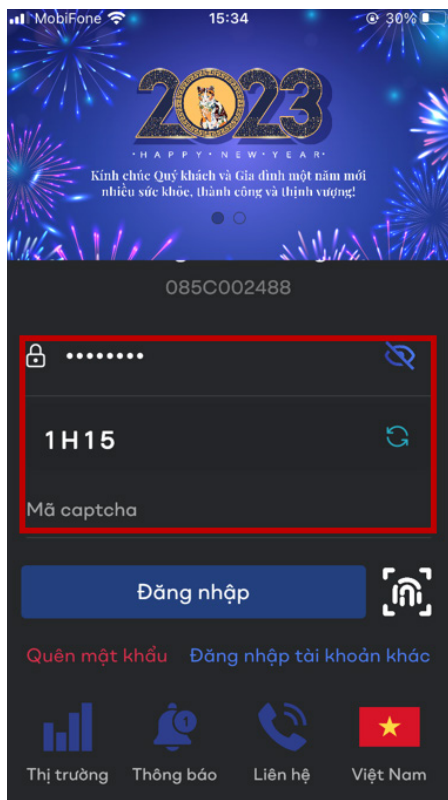 MobiFone 15:34 30%
2023
·HAPPY·NEW·YEAR·
Kính chúc Quý khách và Gia đình một năm mới
nhiều sức khỏe, thành công và thịnh vượng!
085C002488
••••••••
1H15
Mã captcha
Đăng nhập
Quên mật khẩu Đăng nhập tài khoản khác
1
Thị trường Thông báo Liên hệ Việt Nam